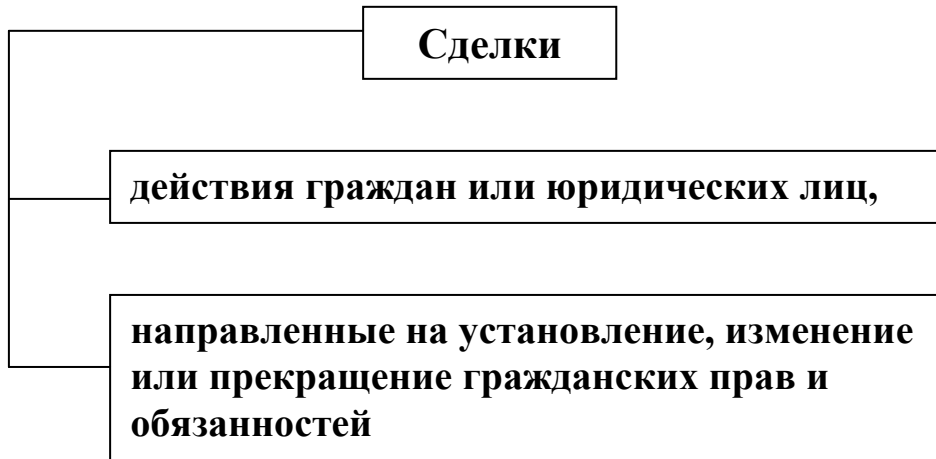 Сделки
действия граждан или юридических лиц,
направленные на установление, изменение
или прекращение гражданских прав и
обязанностей